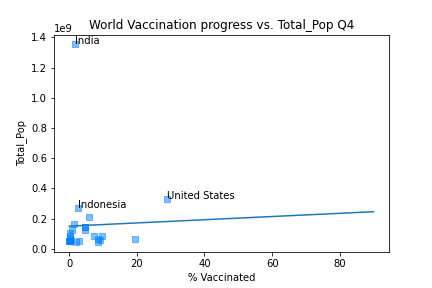 World Vaccination progress vs. Total_Pop Q4
1e9
India
1.4
1.2
1.0
0.8
0.6
0.4
0.2
0.0
Total_Pop
United States
Indonesia
0 20 40 60 80
% Vaccinated